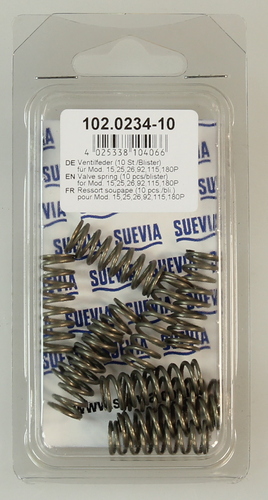 102.0234-10
4 025338 104066
DE Ventilfeder (10 St /Blister)
für Mod. 15,25,26,92,115,180P
EN Valve spring (10 pcs/blister)
for Mod. 15,25,26,92,115,180P
FR Ressort soupape (10 pcs./bli.)
pour Mod. 15,25,26,92,115,180P
SUEVIA
SUEVIA
SUEVIA
SUEVIA